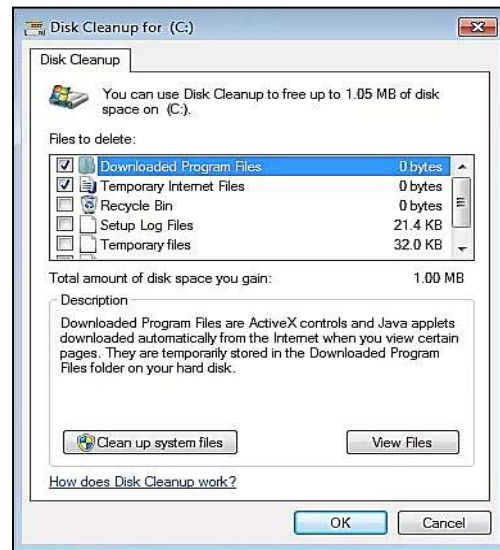 Disk Cleanup for (C:)
Disk Cleanup
You can use Disk Cleanup to free up to 1.05 MB of disk
space on (C:).
Files to delete:
Downloaded Program Files 0 bytes
Temporary Internet Files 0 bytes
Recycle Bin 0 bytes
Setup Log Files 21.4 KB
Temporary files 32.0 KB
Total amount of disk space you gain: 1.00 MB
Description
Downloaded Program Files are ActiveX controls and Java applets
downloaded automatically from the Internet when you view certain
pages. They are temporarily stored in the Downloaded Program
Files folder on your hard disk.
Clean up system files View Files
How does Disk Cleanup work?
OK Cancel